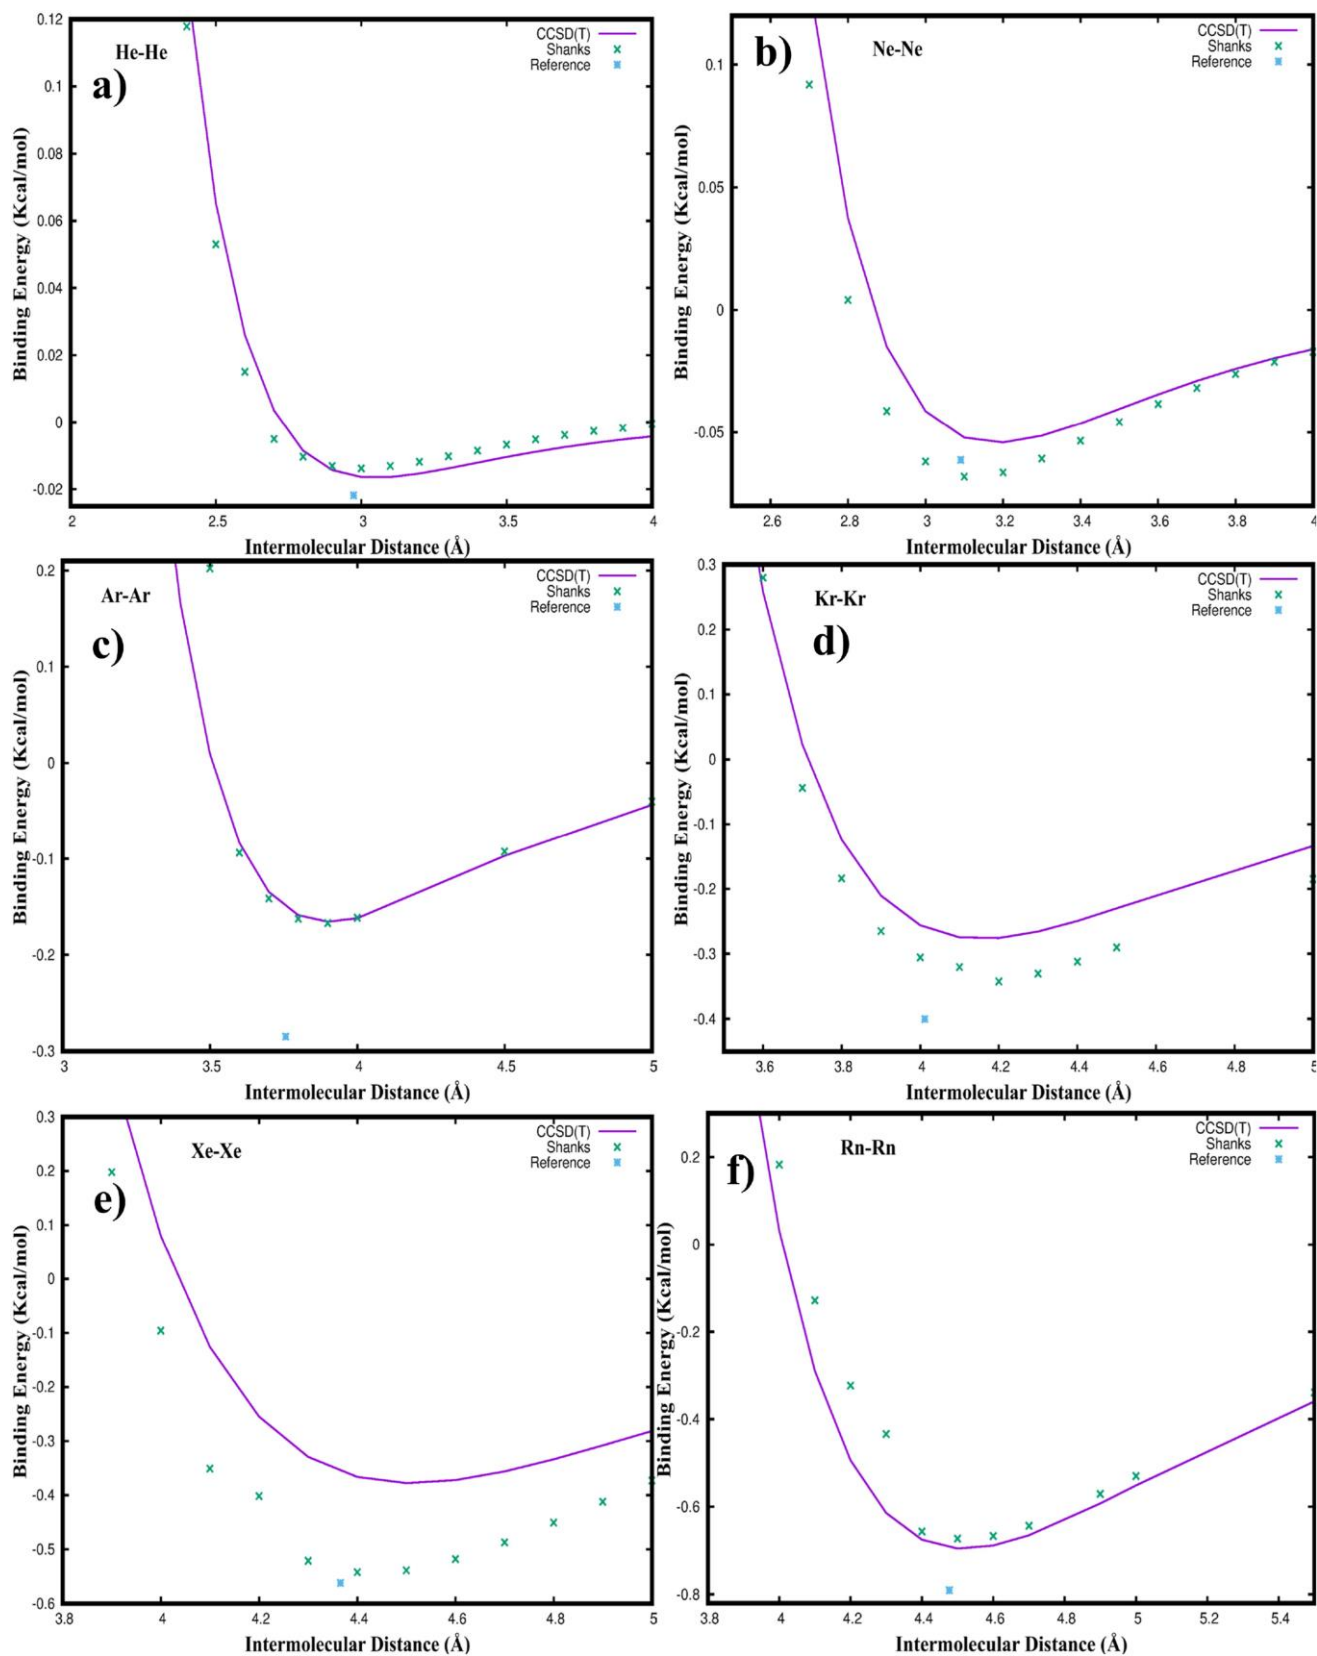 He-He
a)
CCSD(T)
Shanks
Reference
0.12
0.1
0.08
0.06
0.04
0.02
0
-0.02
2
2.5
3
3.5
4
Binding Energy (Kcal/mol)
Intermolecular Distance (Å)
b)
Ne-Ne
CCSD(T)
Shanks
Reference
0.1
0.05
0
-0.05
2.6
2.8
3
3.2
3.4
3.6
3.8
4
Binding Energy (Kcal/mol)
Intermolecular Distance (Å)
Ar-Ar
c)
CCSD(T)
Shanks
Reference
0.2
0.1
0
-0.1
-0.2
-0.3
3
3.5
4
4.5
5
Binding Energy (Kcal/mol)
Intermolecular Distance (Å)
Kr-Kr
d)
CCSD(T)
Shanks
Reference
0.3
0.2
0.1
0
-0.1
-0.2
-0.3
-0.4
3.6
3.8
4
4.2
4.4
4.6
4.8
5
Binding Energy (Kcal/mol)
Intermolecular Distance (Å)
Xe-Xe
e)
CCSD(T)
Shanks
Reference
0.3
0.2
0.1
0
-0.1
-0.2
-0.3
-0.4
-0.5
-0.6
3.8
4
4.2
4.4
4.6
4.8
5
Binding Energy (Kcal/mol)
Intermolecular Distance (Å)
Rn-Rn
f)
CCSD(T)
Shanks
Reference
0.2
0
-0.2
-0.4
-0.6
-0.8
3.8
4
4.2
4.4
4.6
4.8
5
5.2
5.4
Binding Energy (Kcal/mol)
Intermolecular Distance (Å)